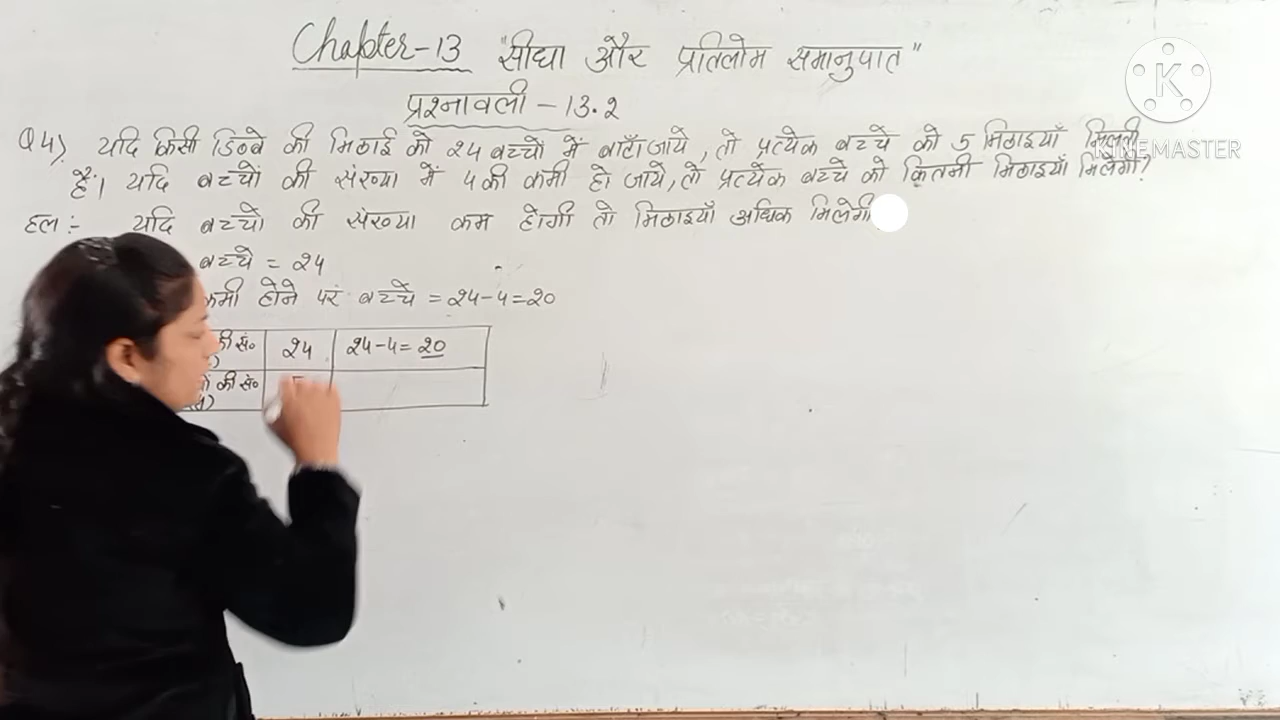 Chapter-13 "सीधा और प्रतिलोम समानुपात"
प्रश्नावली - 13.2
Q4) यदि किसी डिब्बे की मिठाई को 24 बच्चों में बाँटा जाये, तो प्रत्येक बच्चे को 5 मिठाइयाँ मिलती
हैं। यदि बच्चों की संख्या में 4 की कमी हो जाये, तो प्रत्येक बच्चे को कितनी मिठाइयाँ मिलेगी?
हल :- यदि बच्चों की संख्या कम होगी तो मिठाइयाँ अधिक मिलेगी
बच्चे = 24
कमी होने पर बच्चे = 24-4=20
की सं० 24 24-4= 20
की सं०
K
KINEMASTER